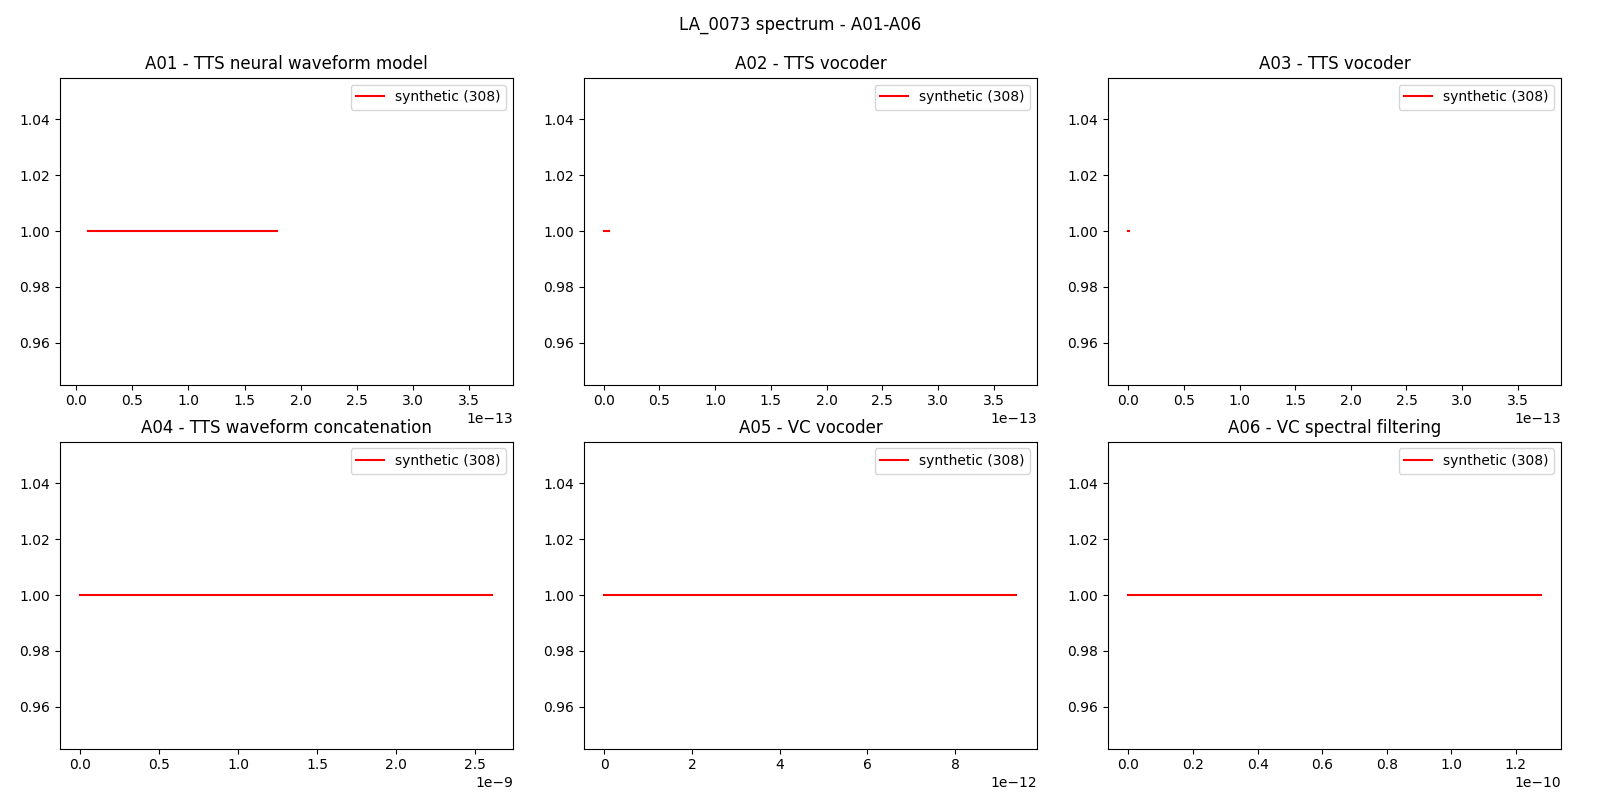 LA_0073 spectrum - A01-A06
A01 - TTS neural waveform model
synthetic (308)
1.04
1.02
1.00
0.98
0.96
0.0 0.5 1.0 1.5 2.0 2.5 3.0 3.5
1e−13
A02 - TTS vocoder
synthetic (308)
1.04
1.02
1.00
0.98
0.96
0.0 0.5 1.0 1.5 2.0 2.5 3.0 3.5
1e−13
A03 - TTS vocoder
synthetic (308)
1.04
1.02
1.00
0.98
0.96
0.0 0.5 1.0 1.5 2.0 2.5 3.0 3.5
1e−13
A04 - TTS waveform concatenation
synthetic (308)
1.04
1.02
1.00
0.98
0.96
0.0 0.5 1.0 1.5 2.0 2.5
1e−9
A05 - VC vocoder
synthetic (308)
1.04
1.02
1.00
0.98
0.96
0 2 4 6 8
1e−12
A06 - VC spectral filtering
synthetic (308)
1.04
1.02
1.00
0.98
0.96
0.0 0.2 0.4 0.6 0.8 1.0 1.2
1e−10